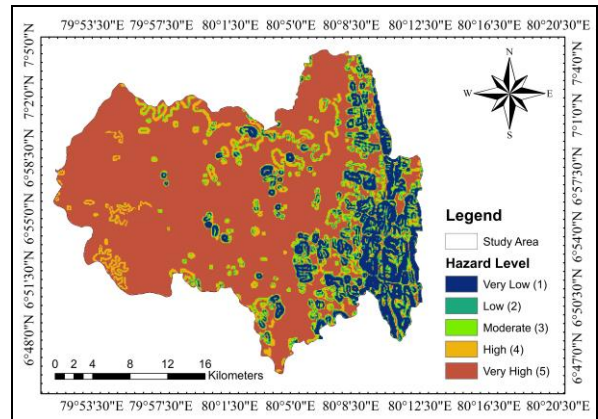 79°53'30"E 79°57'30"E 80°1'30"E 80°5'0"E 80°8'30"E 80°12'30"E 80°16'30"E 80°20'30"E
7°5'0"N
7°2'0"N
6°58'30"N
6°55'0"N
6°51'30"N
6°48'0"N
7°4'0"N
7°1'0"N
6°57'30"N
6°54'0"N
6°50'30"N
6°47'0"N
N
W E
S
Legend
Study Area
Hazard Level
Very Low (1)
Low (2)
Moderate (3)
High (4)
Very High (5)
0 1 2 4 8 12 16
Kilometers
79°53'30"E 79°57'30"E 80°1'30"E 80°5'0"E 80°8'30"E 80°12'30"E 80°16'30"E 80°20'30"E